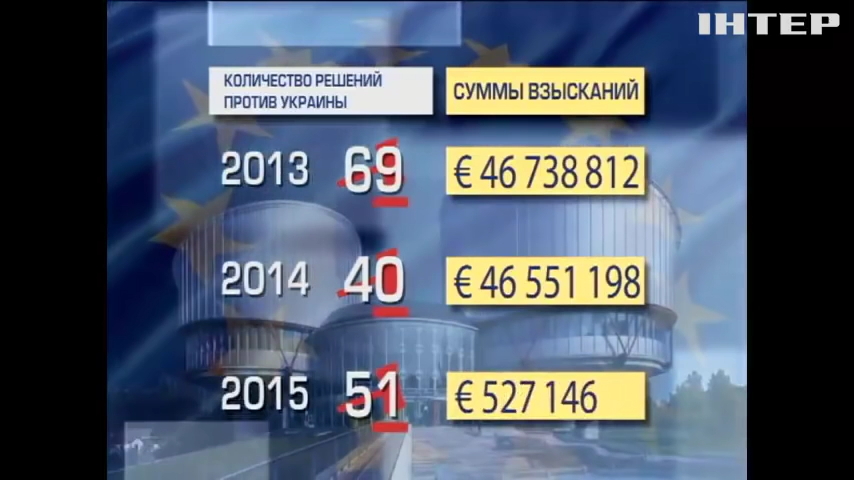 ІНТЕР
КОЛИЧЕСТВО РЕШЕНИЙ
ПРОТИВ УКРАИНЫ
СУММЫ ВЗЫСКАНИЙ
2013 69 € 46 738 812
2014 40 € 46 551 198
2015 51 € 527 146